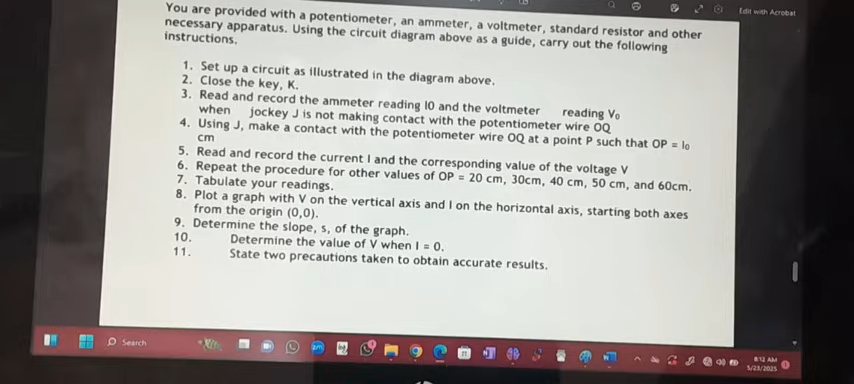 Edit with Acrobat
You are provided with a potentiometer, an ammeter, a voltmeter, standard resistor and other
necessary apparatus. Using the circuit diagram above as a guide, carry out the following
instructions.
1. Set up a circuit as illustrated in the diagram above.
2. Close the key, K.
3. Read and record the ammeter reading I0 and the voltmeter reading V₀
when jockey J is not making contact with the potentiometer wire OQ
4. Using J, make a contact with the potentiometer wire OQ at a point P such that OP = l₀
cm
5. Read and record the current I and the corresponding value of the voltage V
6. Repeat the procedure for other values of OP = 20 cm, 30cm, 40 cm, 50 cm, and 60cm.
7. Tabulate your readings.
8. Plot a graph with V on the vertical axis and I on the horizontal axis, starting both axes
from the origin (0,0).
9. Determine the slope, s, of the graph.
10. Determine the value of V when I = 0.
11. State two precautions taken to obtain accurate results.
Search
8:12 AM
5/23/2025